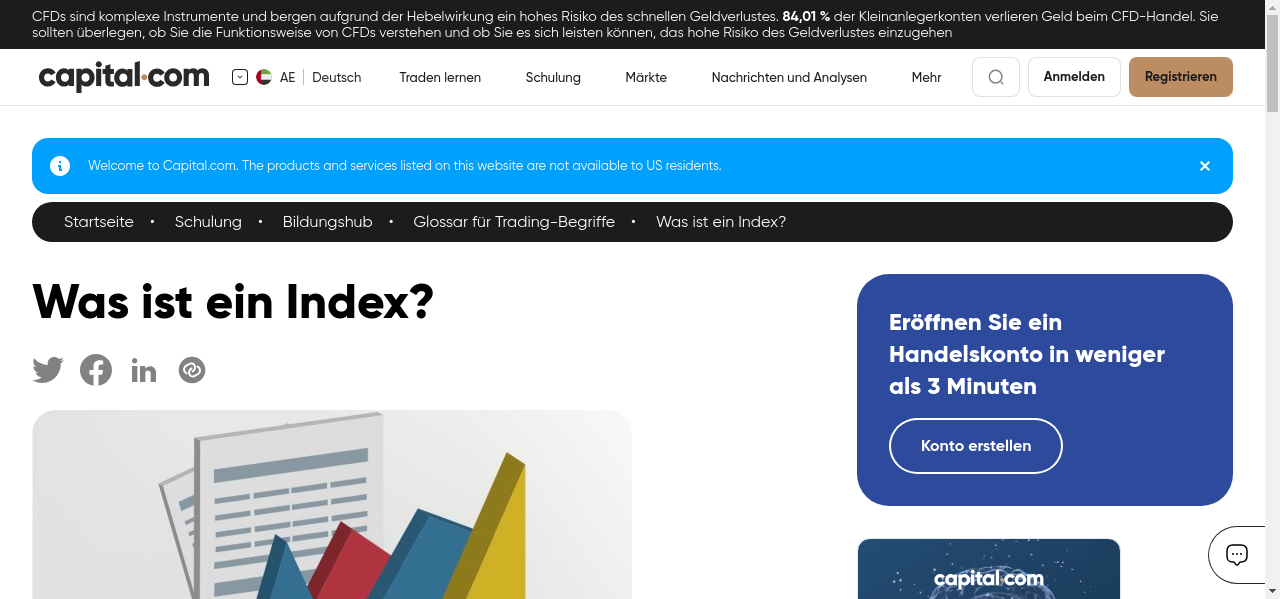 CFDs sind komplexe Instrumente und bergen aufgrund der Hebelwirkung ein hohes Risiko des schnellen Geldverlustes. 84,01 % der Kleinanlegerkonten verlieren Geld beim CFD-Handel. Sie
sollten überlegen, ob Sie die Funktionsweise von CFDs verstehen und ob Sie es sich leisten können, das hohe Risiko des Geldverlustes einzugehen
capital.com AE Deutsch Traden lernen Schulung Märkte Nachrichten und Analysen Mehr Anmelden Registrieren
Welcome to Capital.com. The products and services listed on this website are not available to US residents.
Startseite • Schulung • Bildungshub • Glossar für Trading-Begriffe • Was ist ein Index?
Was ist ein Index?
Eröffnen Sie ein
Handelskonto in weniger
als 3 Minuten
Konto erstellen
capital.com